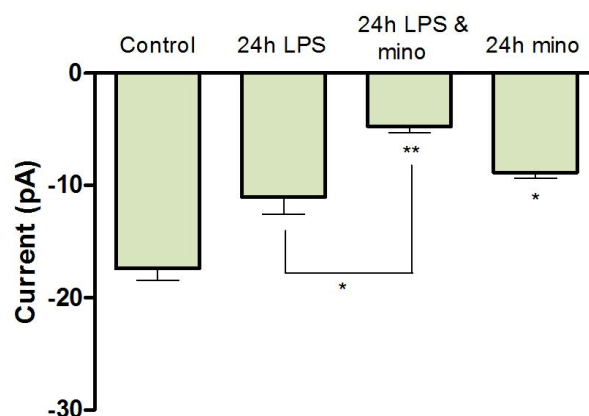 Control 24h LPS 24h LPS & 24h mino
mino
0
-10
-20
-30
Current (pA)
**
*
*